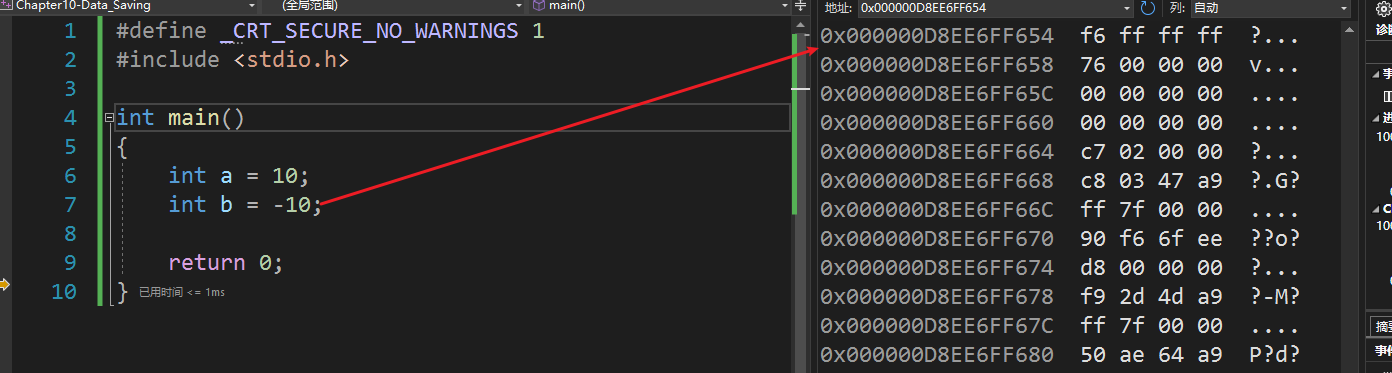 Chapter10-Data_Saving (全局范围) main()
地址: 0x000000D8EE6FF654 列: 自动
1 #define _CRT_SECURE_NO_WARNINGS 1
2 #include <stdio.h>
3
4 int main()
5 {
6 int a = 10;
7 int b = -10;
8
9 return 0;
10 } 已用时间 <= 1ms
0x000000D8EE6FF654 f6 ff ff ff ?...
0x000000D8EE6FF658 76 00 00 00 v...
0x000000D8EE6FF65C 00 00 00 00 ....
0x000000D8EE6FF660 00 00 00 00 ....
0x000000D8EE6FF664 c7 02 00 00 ?...
0x000000D8EE6FF668 c8 03 47 a9 ?.G?
0x000000D8EE6FF66C ff 7f 00 00 ....
0x000000D8EE6FF670 90 f6 6f ee ??o?
0x000000D8EE6FF674 d8 00 00 00 ?...
0x000000D8EE6FF678 f9 2d 4d a9 ?-M?
0x000000D8EE6FF67C ff 7f 00 00 ....
0x000000D8EE6FF680 50 ae 64 a9 P?d?
诊断
摘要
事件